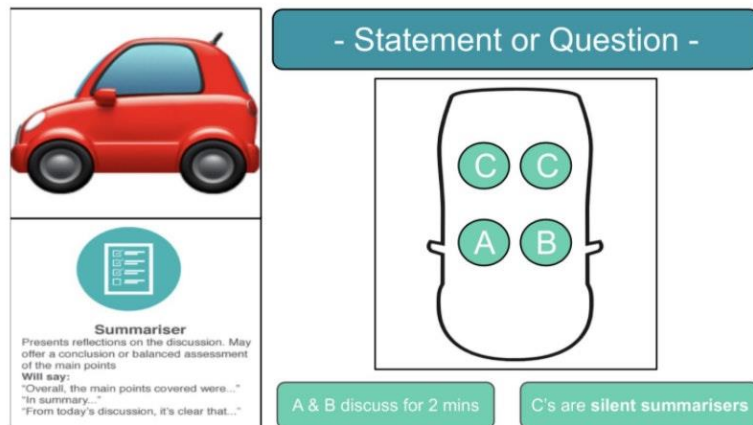 - Statement or Question -
C C
A B
Summariser
Presents reflections on the discussion. May
offer a conclusion or balanced assessment
of the main points
Will say:
"Overall, the main points covered were..."
"In summary..."
"From today's discussion, it's clear that..."
A & B discuss for 2 mins
C's are silent summarisers